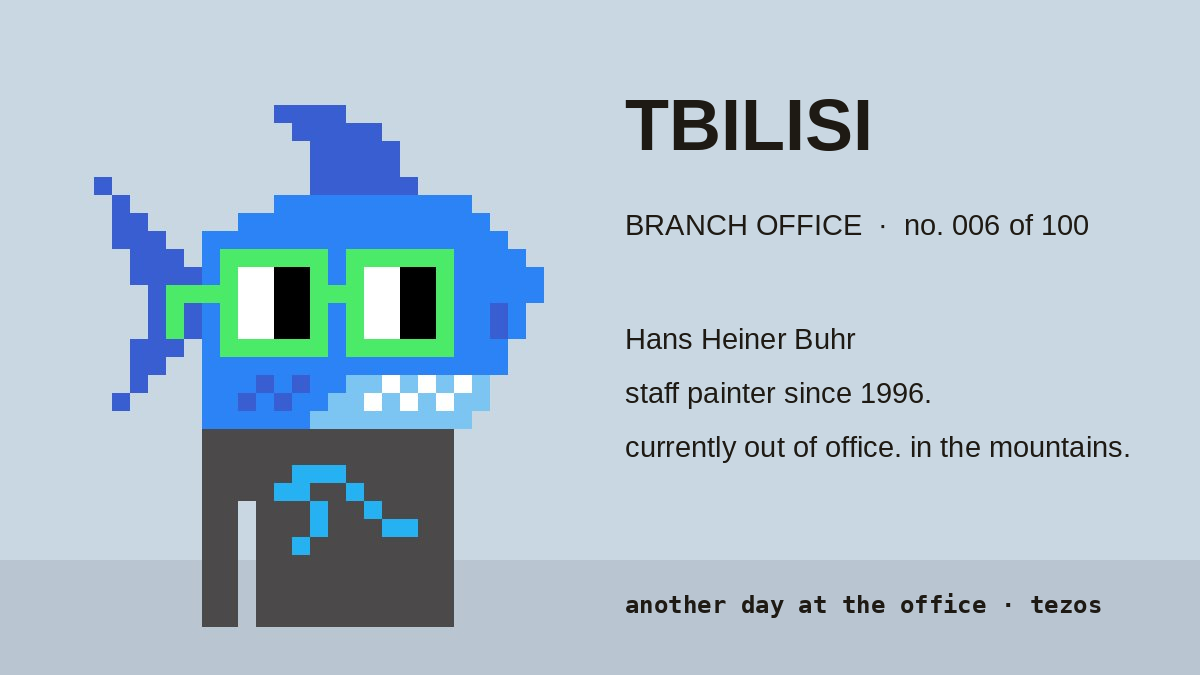 TBILISI
BRANCH OFFICE · no. 006 of 100
Hans Heiner Buhr
staff painter since 1996.
currently out of office. in the mountains.
another day at the office · tezos